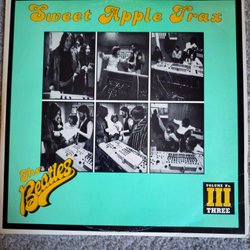 Sweet Apple Trax
The
Beatles
VOLUME No.
III
THREE